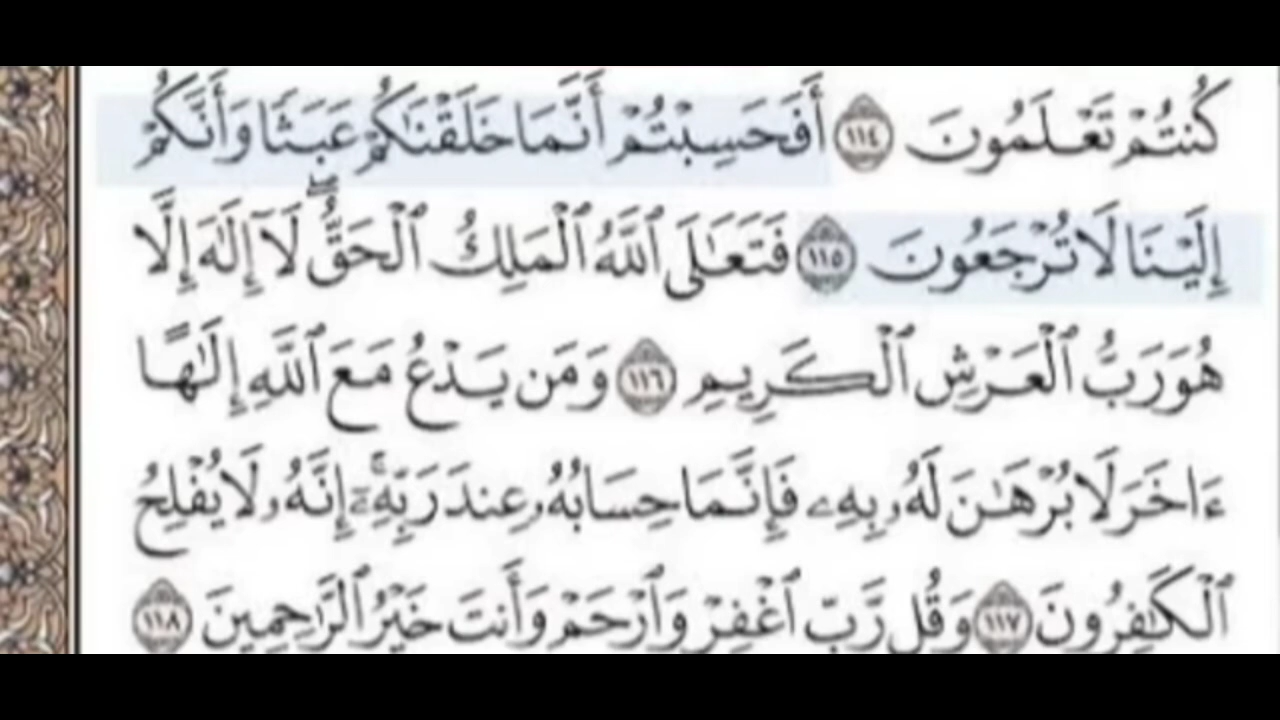 كُنتُمْ تَعْلَمُونَ ١١٤ أَفَحَسِبْتُمْ أَنَّمَا خَلَقْنَٰكُمْ عَبَثًا وَأَنَّكُمْ
إِلَيْنَا لَا تُرْجَعُونَ ١١٥ فَتَعَٰلَى ٱللَّهُ ٱلْمَلِكُ ٱلْحَقُّ ۖ لَآ إِلَٰهَ إِلَّا
هُوَ رَبُّ ٱلْعَرْشِ ٱلْكَرِيمِ ١١٦ وَمَن يَدْعُ مَعَ ٱللَّهِ إِلَٰهًا
ءَاخَرَ لَا بُرْهَٰنَ لَهُۥ بِهِۦ فَإِنَّمَا حِسَابُهُۥ عِندَ رَبِّهِۦٓ ۚ إِنَّهُۥ لَا يُفْلِحُ
ٱلْكَٰفِرُونَ ١١٧ وَقُل رَّبِّ ٱغْفِرْ وَٱرْحَمْ وَأَنتَ خَيْرُ ٱلرَّٰحِمِينَ ١١٨